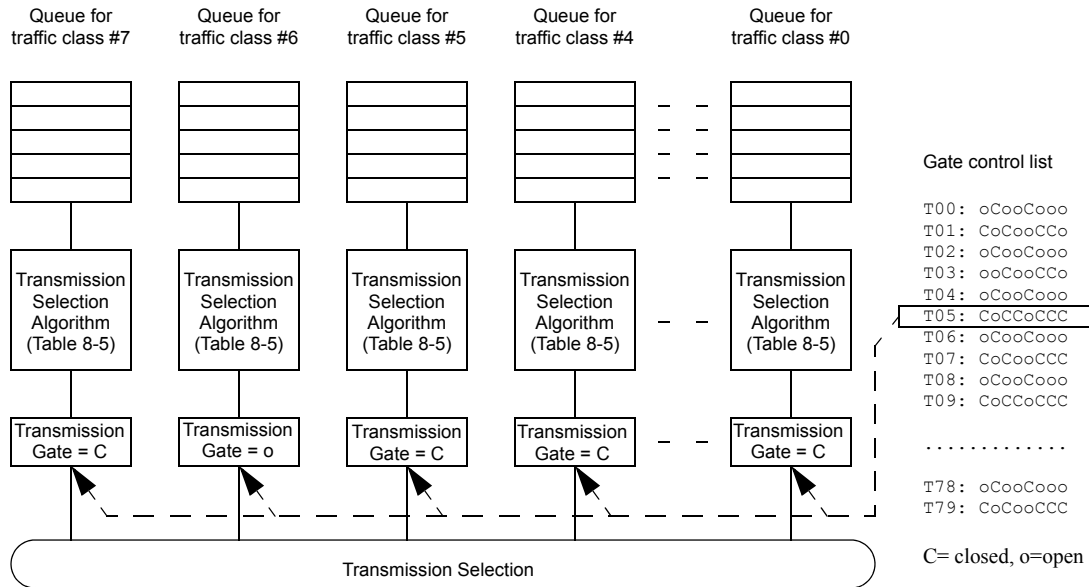 Queue for
traffic class #7
Queue for
traffic class #6
Queue for
traffic class #5
Queue for
traffic class #4
Queue for
traffic class #0
Transmission
Selection
Algorithm
(Table 8-5)
Transmission
Selection
Algorithm
(Table 8-5)
Transmission
Selection
Algorithm
(Table 8-5)
Transmission
Selection
Algorithm
(Table 8-5)
Transmission
Selection
Algorithm
(Table 8-5)
Transmission
Gate = C
Transmission
Gate = o
Transmission
Gate = C
Transmission
Gate = C
Transmission
Gate = C
Transmission Selection
Gate control list
T00: oCooCooo
T01: CoCooCCo
T02: oCooCooo
T03: ooCooCCo
T04: oCooCooo
T05: CoCCoCCC
T06: oCooCooo
T07: CoCooCCC
T08: oCooCooo
T09: CoCCoCCC
. . . . . . . . . . . . .
T78: oCooCooo
T79: CoCooCCC
C= closed, o=open